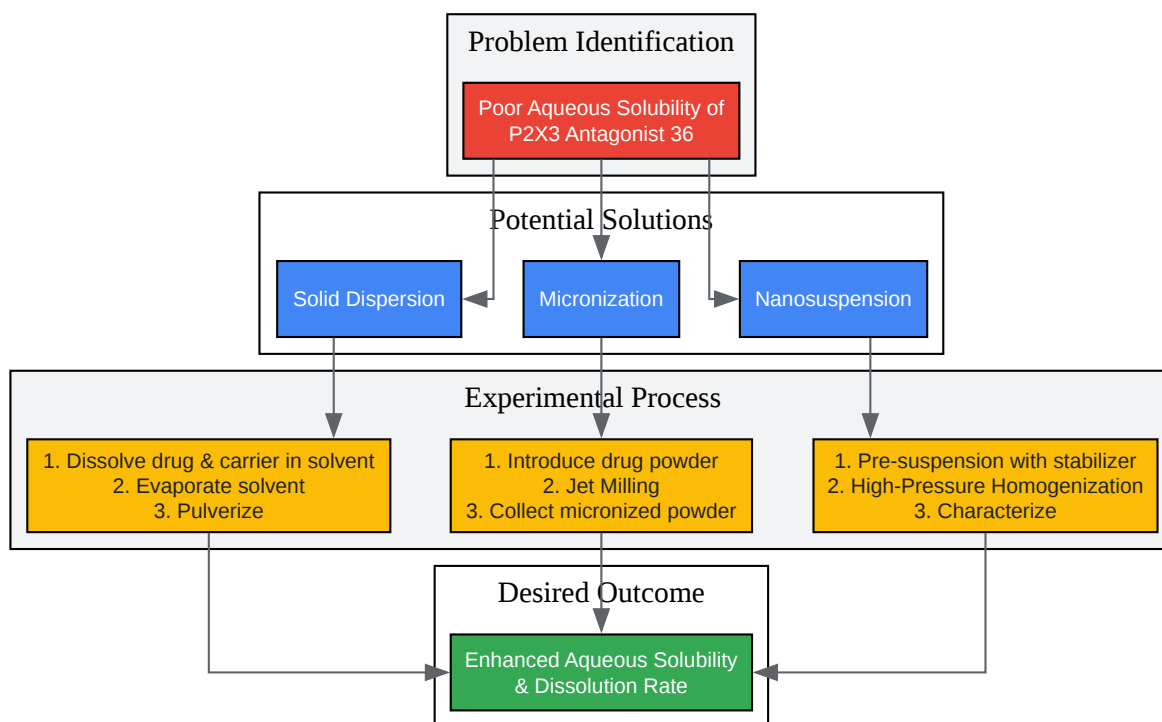 Problem Identification
Poor Aqueous Solubility of
P2X3 Antagonist 36
Potential Solutions
Solid Dispersion
Micronization
Nanosuspension
Experimental Process
1. Dissolve drug & carrier in solvent
2. Evaporate solvent
3. Pulverize
1. Introduce drug powder
2. Jet Milling
3. Collect micronized powder
1. Pre-suspension with stabilizer
2. High-Pressure Homogenization
3. Characterize
Desired Outcome
Enhanced Aqueous Solubility
& Dissolution Rate